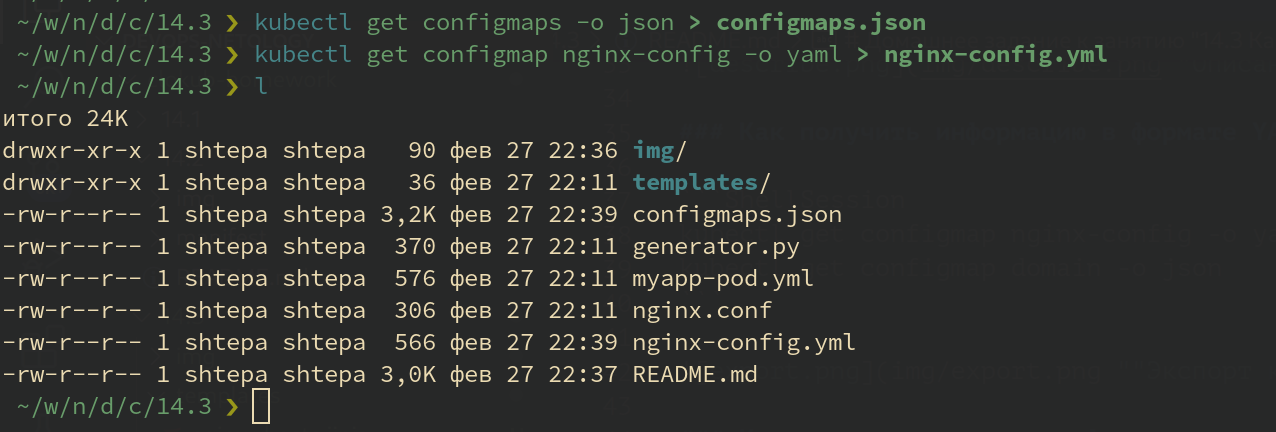 ~/w/n/d/c/14.3 ❯ kubectl get configmaps -o json > configmaps.json
~/w/n/d/c/14.3 ❯ kubectl get configmap nginx-config -o yaml > nginx-config.yml
~/w/n/d/c/14.3 ❯ l
итого 24K
drwxr-xr-x 1 shtepa shtepa   90 фев 27 22:36 img/
drwxr-xr-x 1 shtepa shtepa   36 фев 27 22:11 templates/
-rw-r--r-- 1 shtepa shtepa 3,2K фев 27 22:39 configmaps.json
-rw-r--r-- 1 shtepa shtepa  370 фев 27 22:11 generator.py
-rw-r--r-- 1 shtepa shtepa  576 фев 27 22:11 myapp-pod.yml
-rw-r--r-- 1 shtepa shtepa  306 фев 27 22:11 nginx.conf
-rw-r--r-- 1 shtepa shtepa  566 фев 27 22:39 nginx-config.yml
-rw-r--r-- 1 shtepa shtepa 3,0K фев 27 22:37 README.md
~/w/n/d/c/14.3 ❯